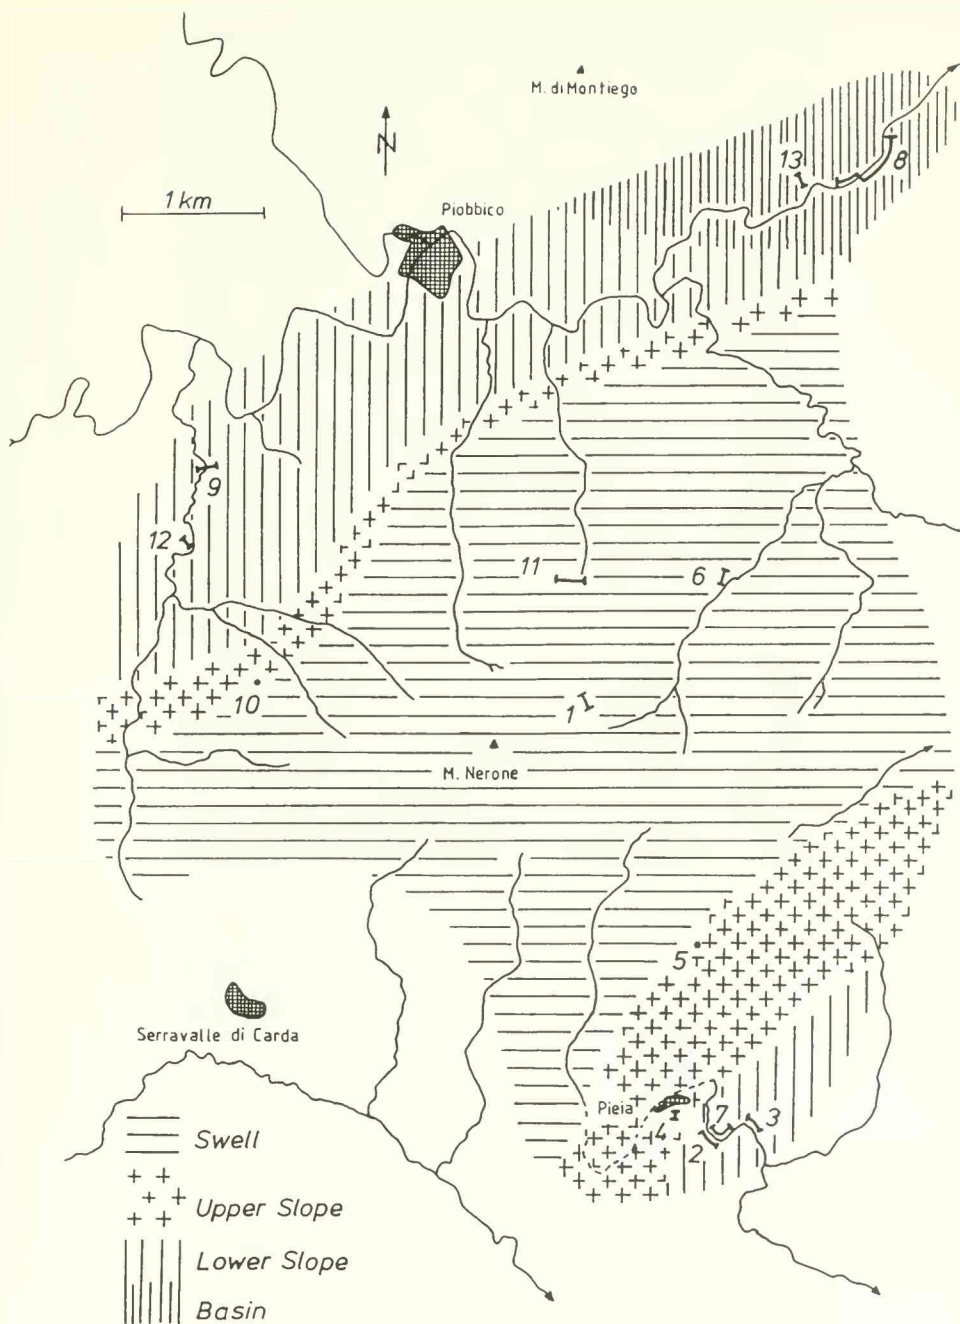 M. di Montiego
N
13
8
1 km
Piobbico
9
12
11
6
10
1
M. Nerone
5
Serravalle di Carda
Pieia
7
3
4
2
Swell
Upper Slope
Lower Slope
Basin